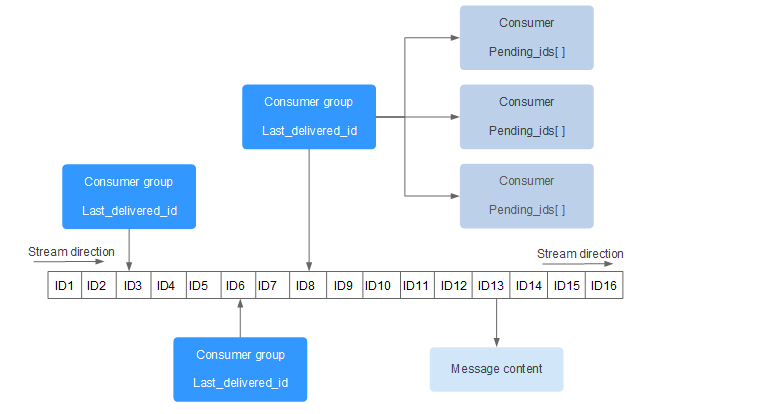 Consumer
Pending_ids[ ]
Consumer group
Last_delivered_id
Consumer
Pending_ids[ ]
Consumer group
Last_delivered_id
Consumer
Pending_ids[ ]
Stream direction
Stream direction
ID1 ID2 ID3 ID4 ID5 ID6 ID7 ID8 ID9 ID10 ID11 ID12 ID13 ID14 ID15 ID16
Consumer group
Last_delivered_id
Message content